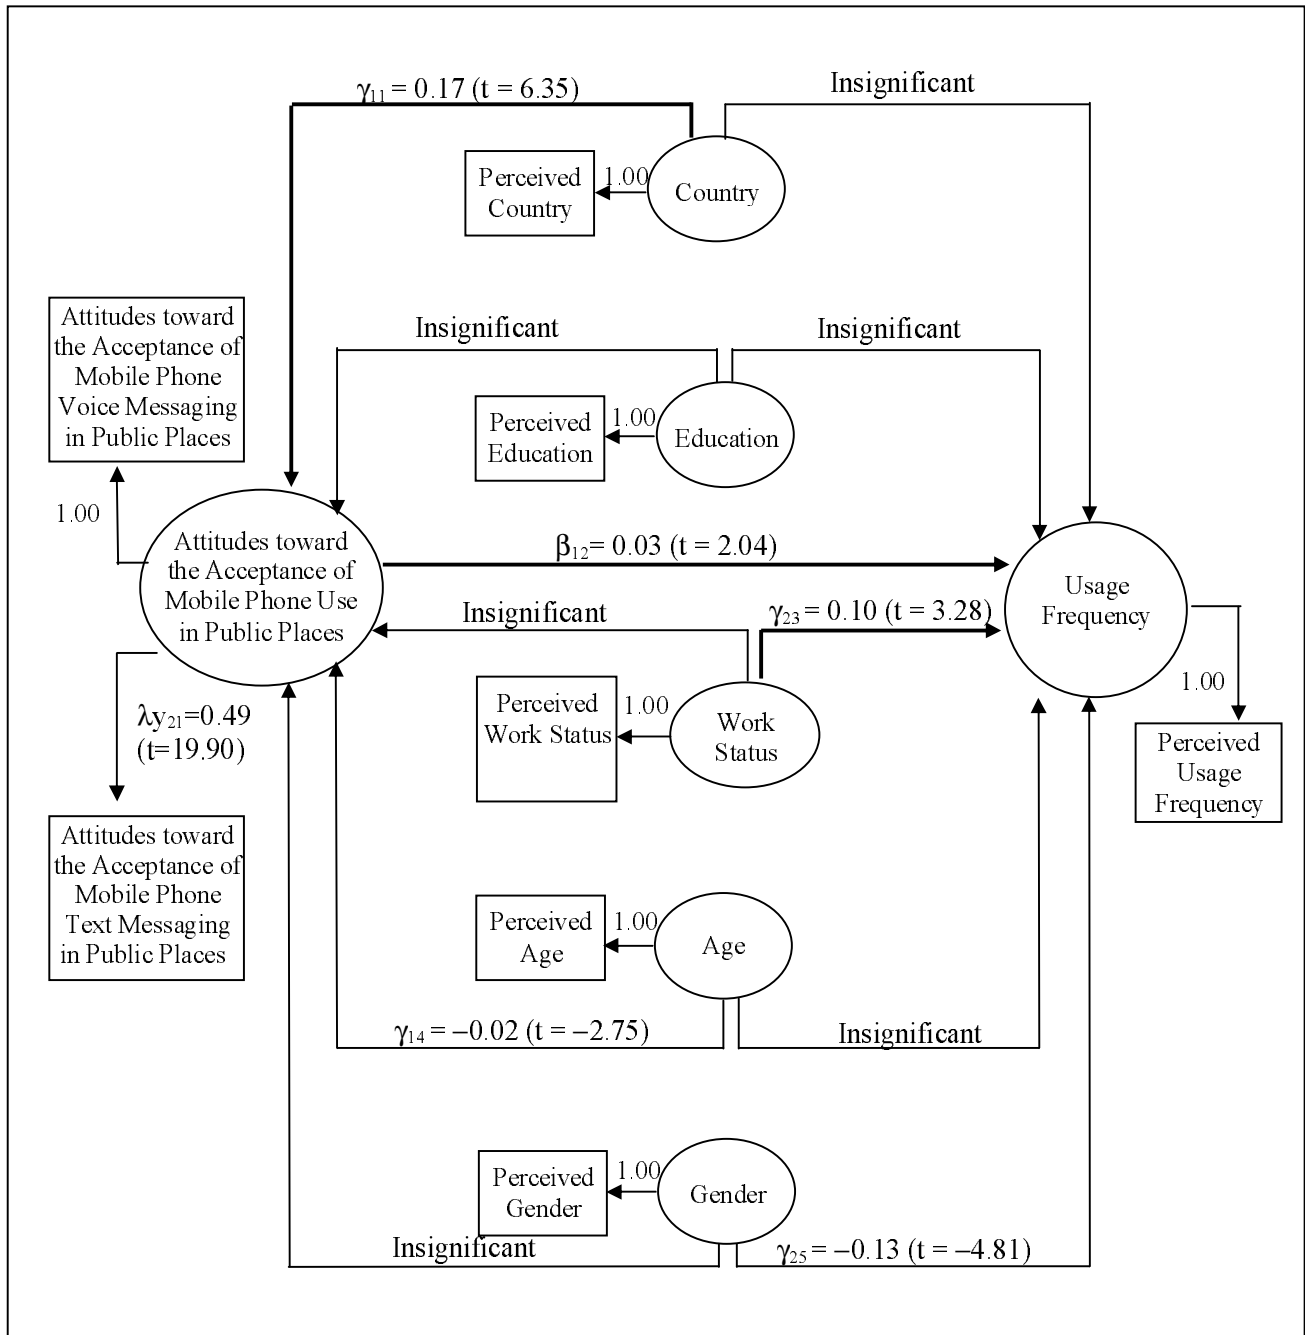 γ11 = 0.17 (t = 6.35)
Insignificant
Perceived
Country
1.00
Country
Attitudes toward
the Acceptance of
Mobile Phone
Voice Messaging
in Public Places
Insignificant
Insignificant
Perceived
Education
1.00
Education
1.00
Attitudes toward
the Acceptance of
Mobile Phone Use
in Public Places
β12= 0.03 (t = 2.04)
Usage
Frequency
Insignificant
γ23 = 0.10 (t = 3.28)
Perceived
Work Status
1.00
Work
Status
1.00
λy21=0.49
(t=19.90)
Perceived
Usage
Frequency
Attitudes toward
the Acceptance of
Mobile Phone
Text Messaging
in Public Places
Perceived
Age
1.00
Age
γ14 = –0.02 (t = –2.75)
Insignificant
Perceived
Gender
1.00
Gender
Insignificant
γ25 = –0.13 (t = –4.81)